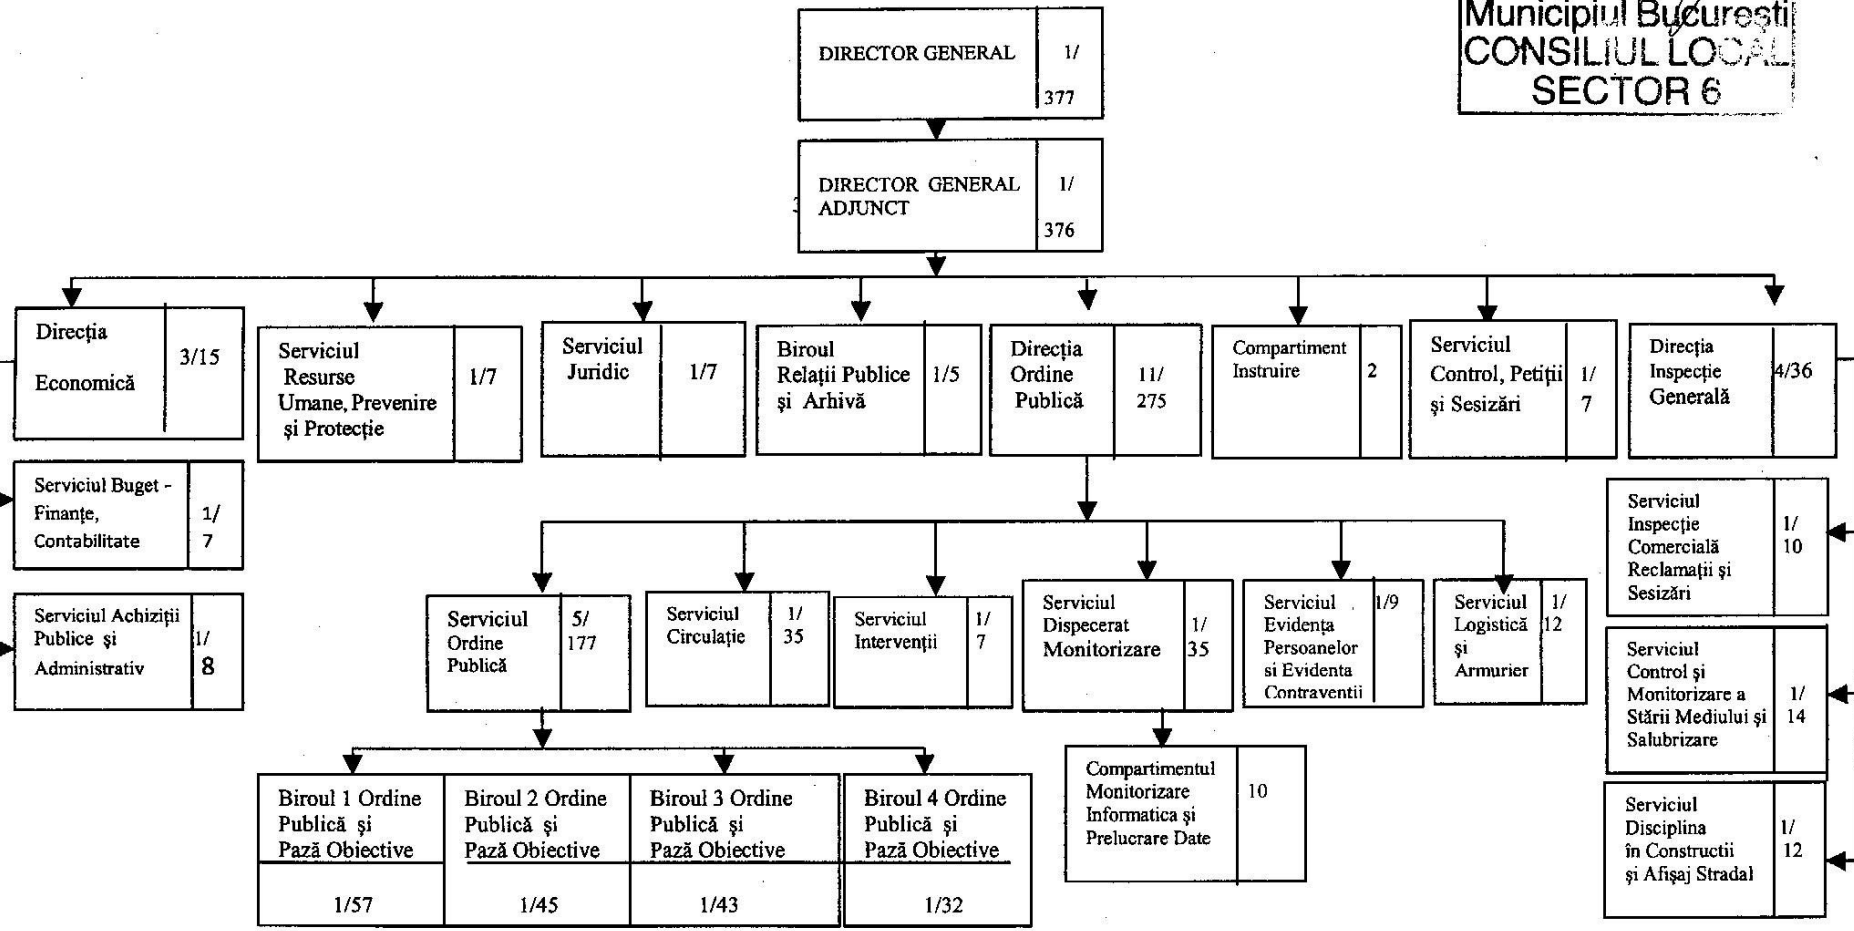 Municipiul București
CONSILIUL LOCAL
SECTOR 6
DIRECTOR GENERAL
1/
377
DIRECTOR GENERAL
ADJUNCT
1/
376
Direcția
Economică
3/15
Serviciul
Resurse
Umane, Prevenire
și Protecție
1/7
Serviciul
Juridic
1/7
Biroul
Relații Publice
și Arhivă
1/5
Direcția
Ordine
Publică
11/
275
Compartiment
Instruire
2
Serviciul
Control, Petiții
și Sesizări
1/
7
Direcția
Inspecție
Generală
4/36
Serviciul Buget -
Finanțe,
Contabilitate
1/
7
Serviciul Achiziții
Publice și
Administrativ
1/
8
Serviciul
Ordine
Publică
5/
177
Serviciul
Circulație
1/
35
Serviciul
Intervenții
1/
7
Serviciul
Dispecerat
Monitorizare
1/
35
Serviciul
Evidența
Persoanelor
si Evidenta
Contraventii
1/9
Serviciul
Logistică
și
Armurier
1/
12
Serviciul
Inspecție
Comercială
Reclamații și
Sesizări
1/
10
Serviciul
Control și
Monitorizare a
Stării Mediului și
Salubrizare
1/
14
Serviciul
Disciplina
în Constructii
și Afișaj Stradal
1/
12
Biroul 1 Ordine
Publică și
Pază Obiective
1/57
Biroul 2 Ordine
Publică și
Pază Obiective
1/45
Biroul 3 Ordine
Publică și
Pază Obiective
1/43
Biroul 4 Ordine
Publică și
Pază Obiective
1/32
Compartimentul
Monitorizare
Informatica și
Prelucrare Date
10